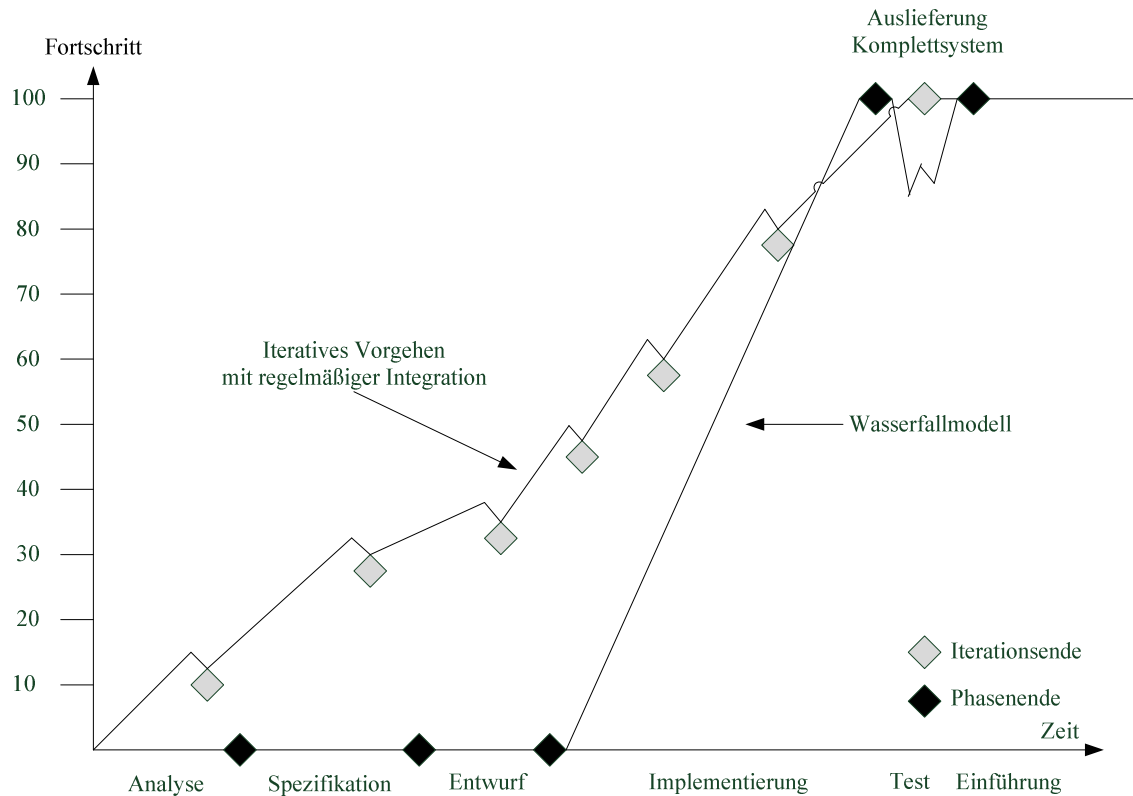 Auslieferung
Komplettsystem
Fortschritt
100
90
80
70
60
50
40
30
20
10
Iteratives Vorgehen
mit regelmäßiger Integration
Wasserfallmodell
Iterationsende
Phasenende
Zeit
Analyse Spezifikation Entwurf Implementierung Test Einführung